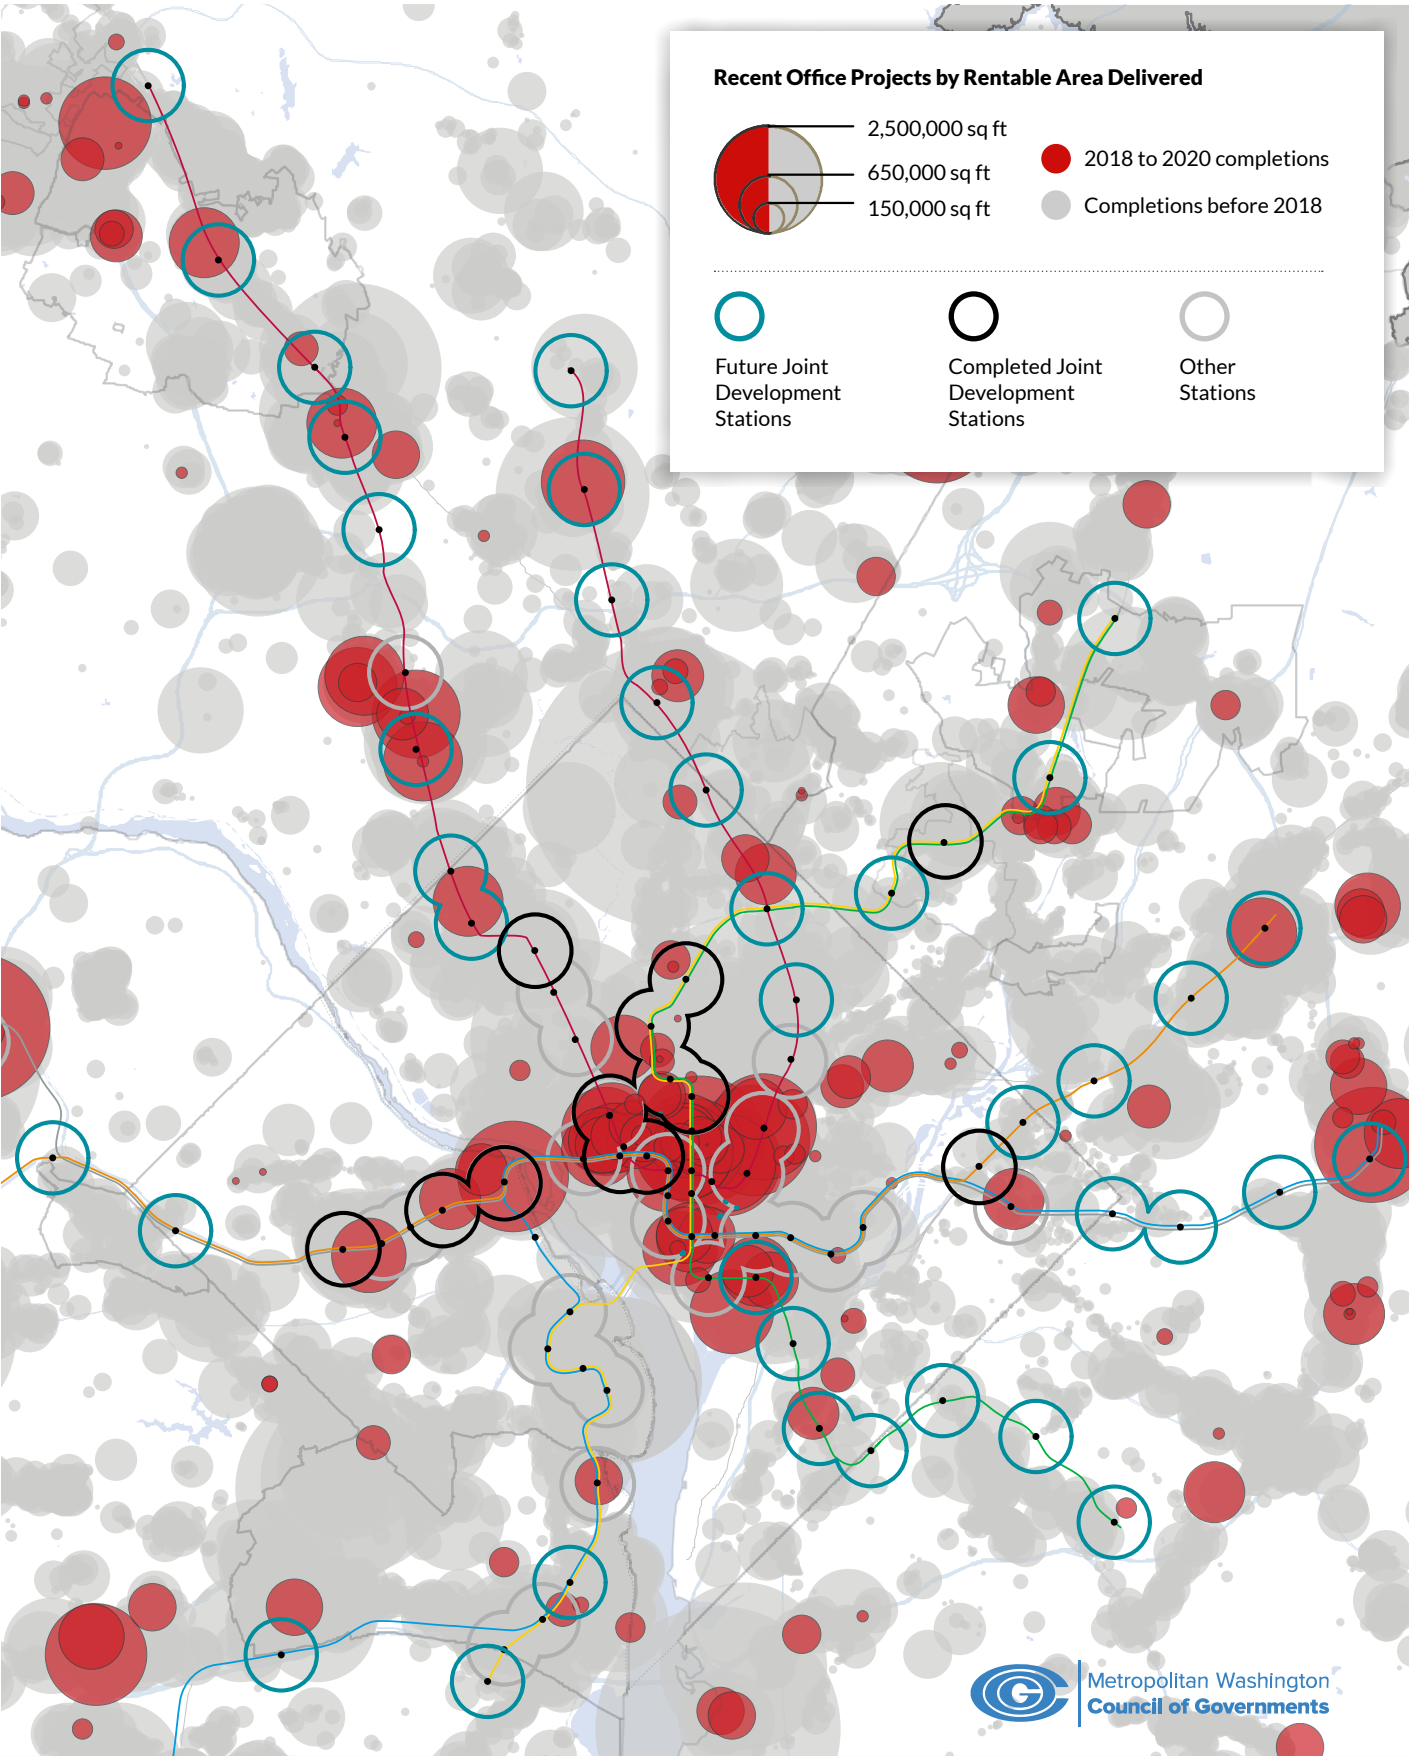 Recent Office Projects by Rentable Area Delivered
2,500,000 sq ft
650,000 sq ft
150,000 sq ft
2018 to 2020 completions
Completions before 2018
Future Joint
Development
Stations
Completed Joint
Development
Stations
Other
Stations
Metropolitan Washington
Council of Governments